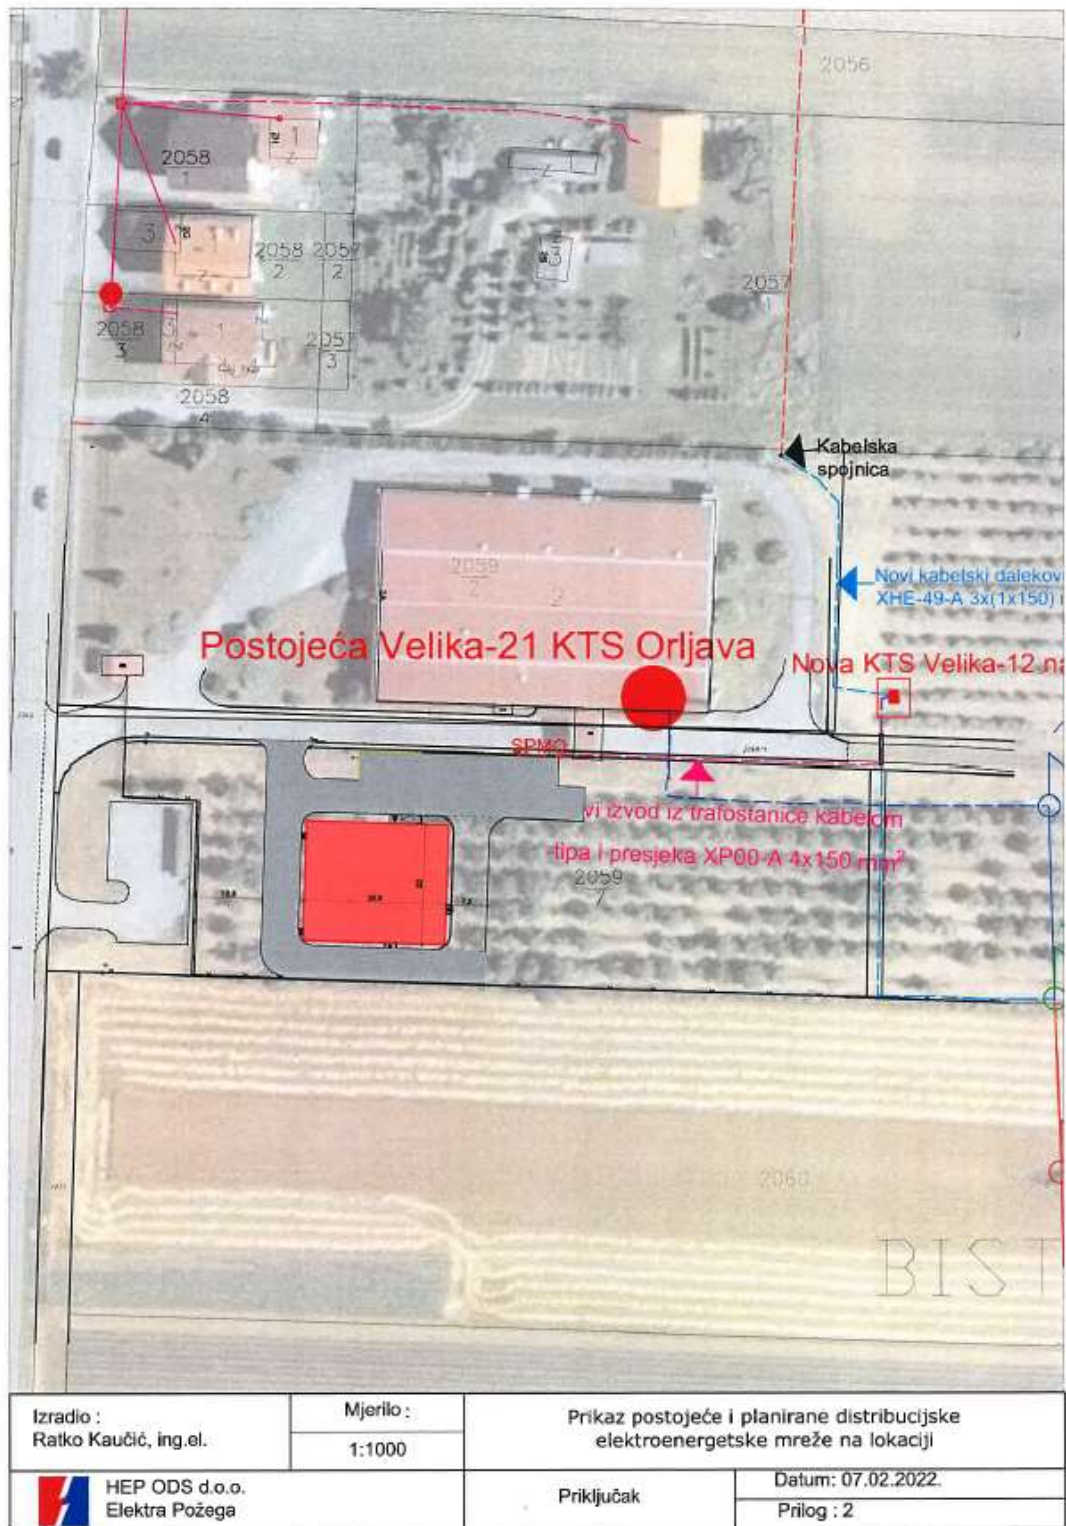 2056
2058
1
2058
2
2057
2
3
2057
1
2058
3
1
2057
3
2058
4
Kabelska
spojnica
2059
2
2
Novi kabelski dalekovo
XHE-49-A 3x(1x150)
Postojeća Velika-21 KTS Orljava
Nova KTS Velika-12 na
SPMO
vi izvod iz trafostanice kabelom
tipa i presjeka XP00-A 4x150 mm²
2059
7
2060
BIST
Izradio :
Ratko Kaučić, ing.el.
Mjerilo :
1:1000
Prikaz postojeće i planirane distribucijske
elektroenergetske mreže na lokaciji
HEP ODS d.o.o.
Elektra Požega
Priključak
Datum: 07.02.2022.
Prilog : 2